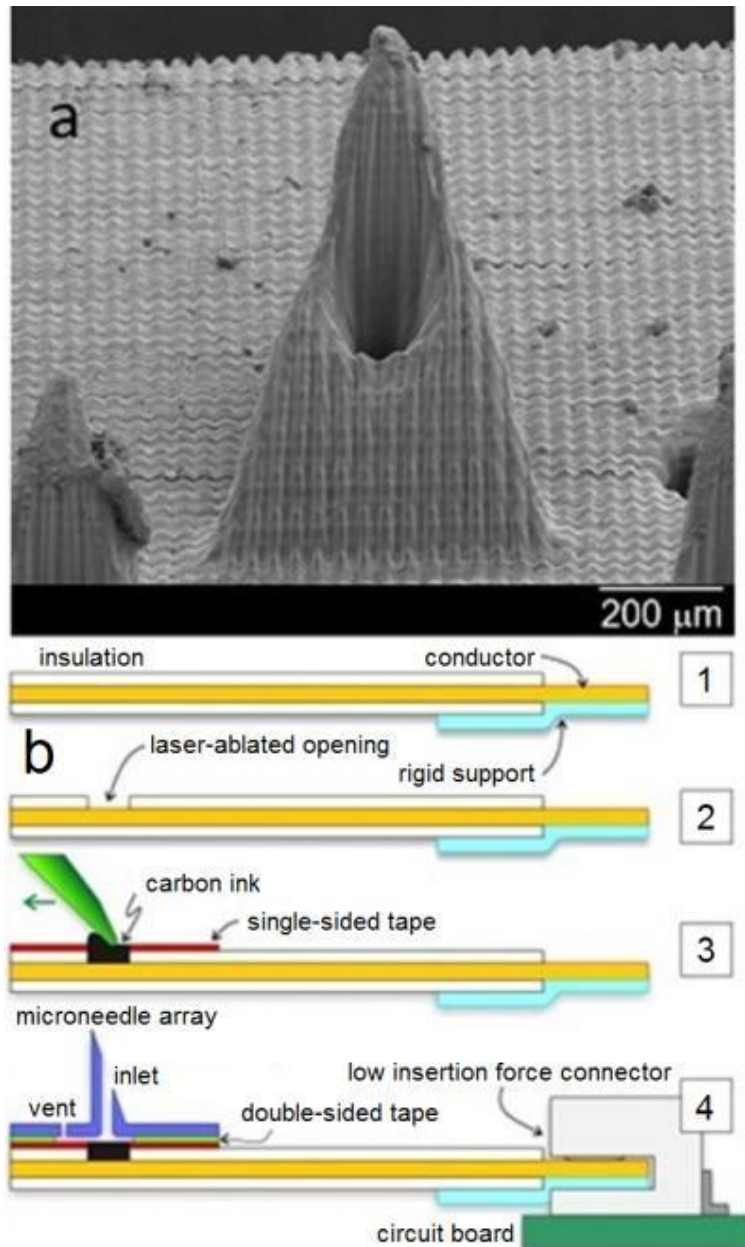 a
200 μm
insulation
conductor
1
laser-ablated opening
b
rigid support
2
carbon ink
single-sided tape
3
microneedle array
inlet
low insertion force connector
vent
double-sided tape
4
circuit board